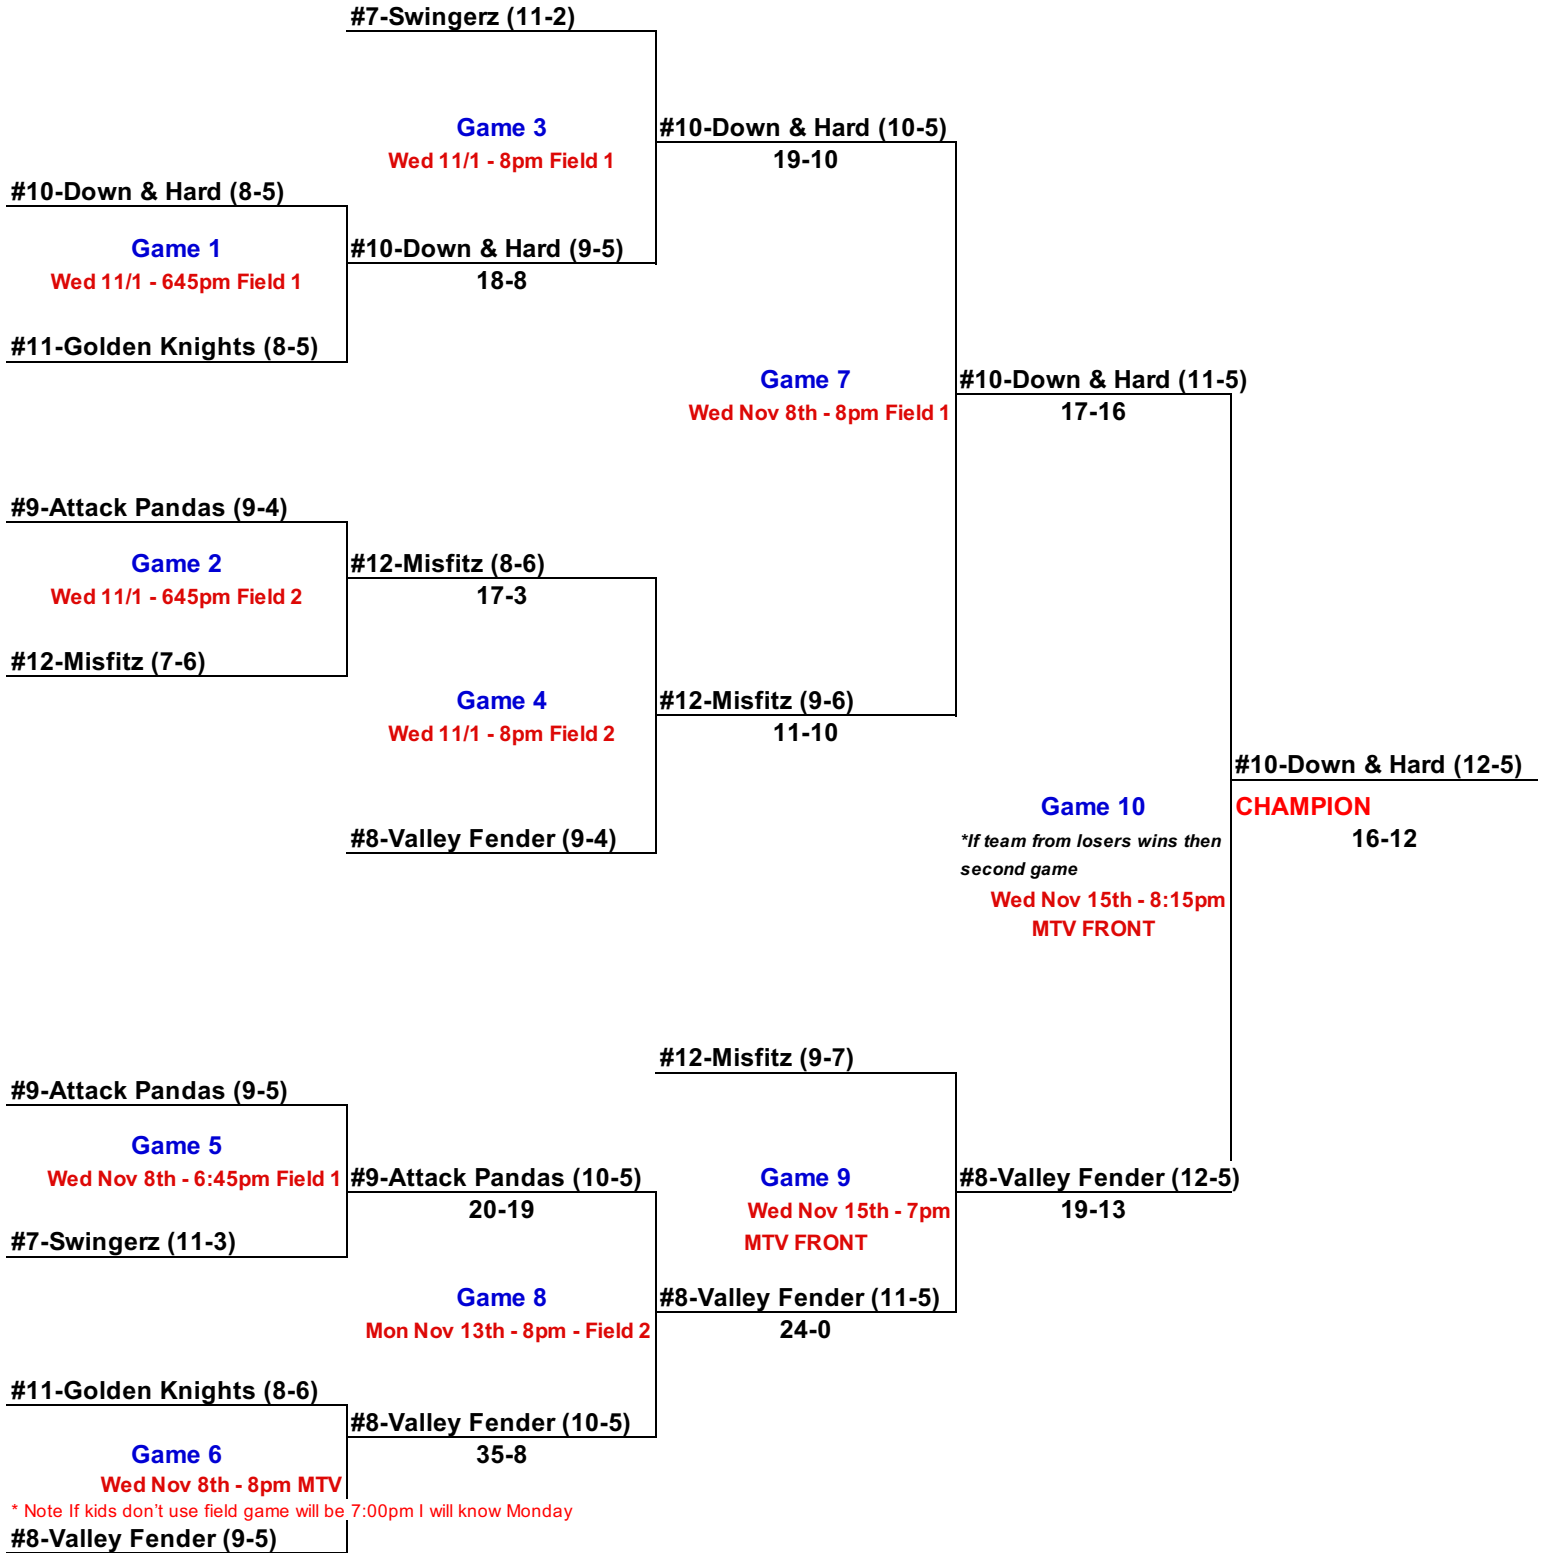 #7-Swingerz (11-2)
Game 3
#10-Down & Hard (10-5)
Wed 11/1 - 8pm Field 1
19-10
#10-Down & Hard (8-5)
Game 1
#10-Down & Hard (9-5)
Wed 11/1 - 645pm Field 1
18-8
#11-Golden Knights (8-5)
Game 7
#10-Down & Hard (11-5)
Wed Nov 8th - 8pm Field 1
17-16
#9-Attack Pandas (9-4)
Game 2
#12-Misfitz (8-6)
Wed 11/1 - 645pm Field 2
17-3
#12-Misfitz (7-6)
Game 4
#12-Misfitz (9-6)
Wed 11/1 - 8pm Field 2
11-10
#10-Down & Hard (12-5)
Game 10
CHAMPION
#8-Valley Fender (9-4)
*If team from losers wins then
second game
16-12
Wed Nov 15th - 8:15pm
MTV FRONT
#12-Misfitz (9-7)
#9-Attack Pandas (9-5)
Game 5
Wed Nov 8th - 6:45pm Field 1
#9-Attack Pandas (10-5)
Game 9
#8-Valley Fender (12-5)
20-19
Wed Nov 15th - 7pm
19-13
#7-Swingerz (11-3)
MTV FRONT
Game 8
#8-Valley Fender (11-5)
Mon Nov 13th - 8pm - Field 2
24-0
#11-Golden Knights (8-6)
#8-Valley Fender (10-5)
Game 6
35-8
Wed Nov 8th - 8pm MTV
* Note If kids don't use field game will be 7:00pm I will know Monday
#8-Valley Fender (9-5)